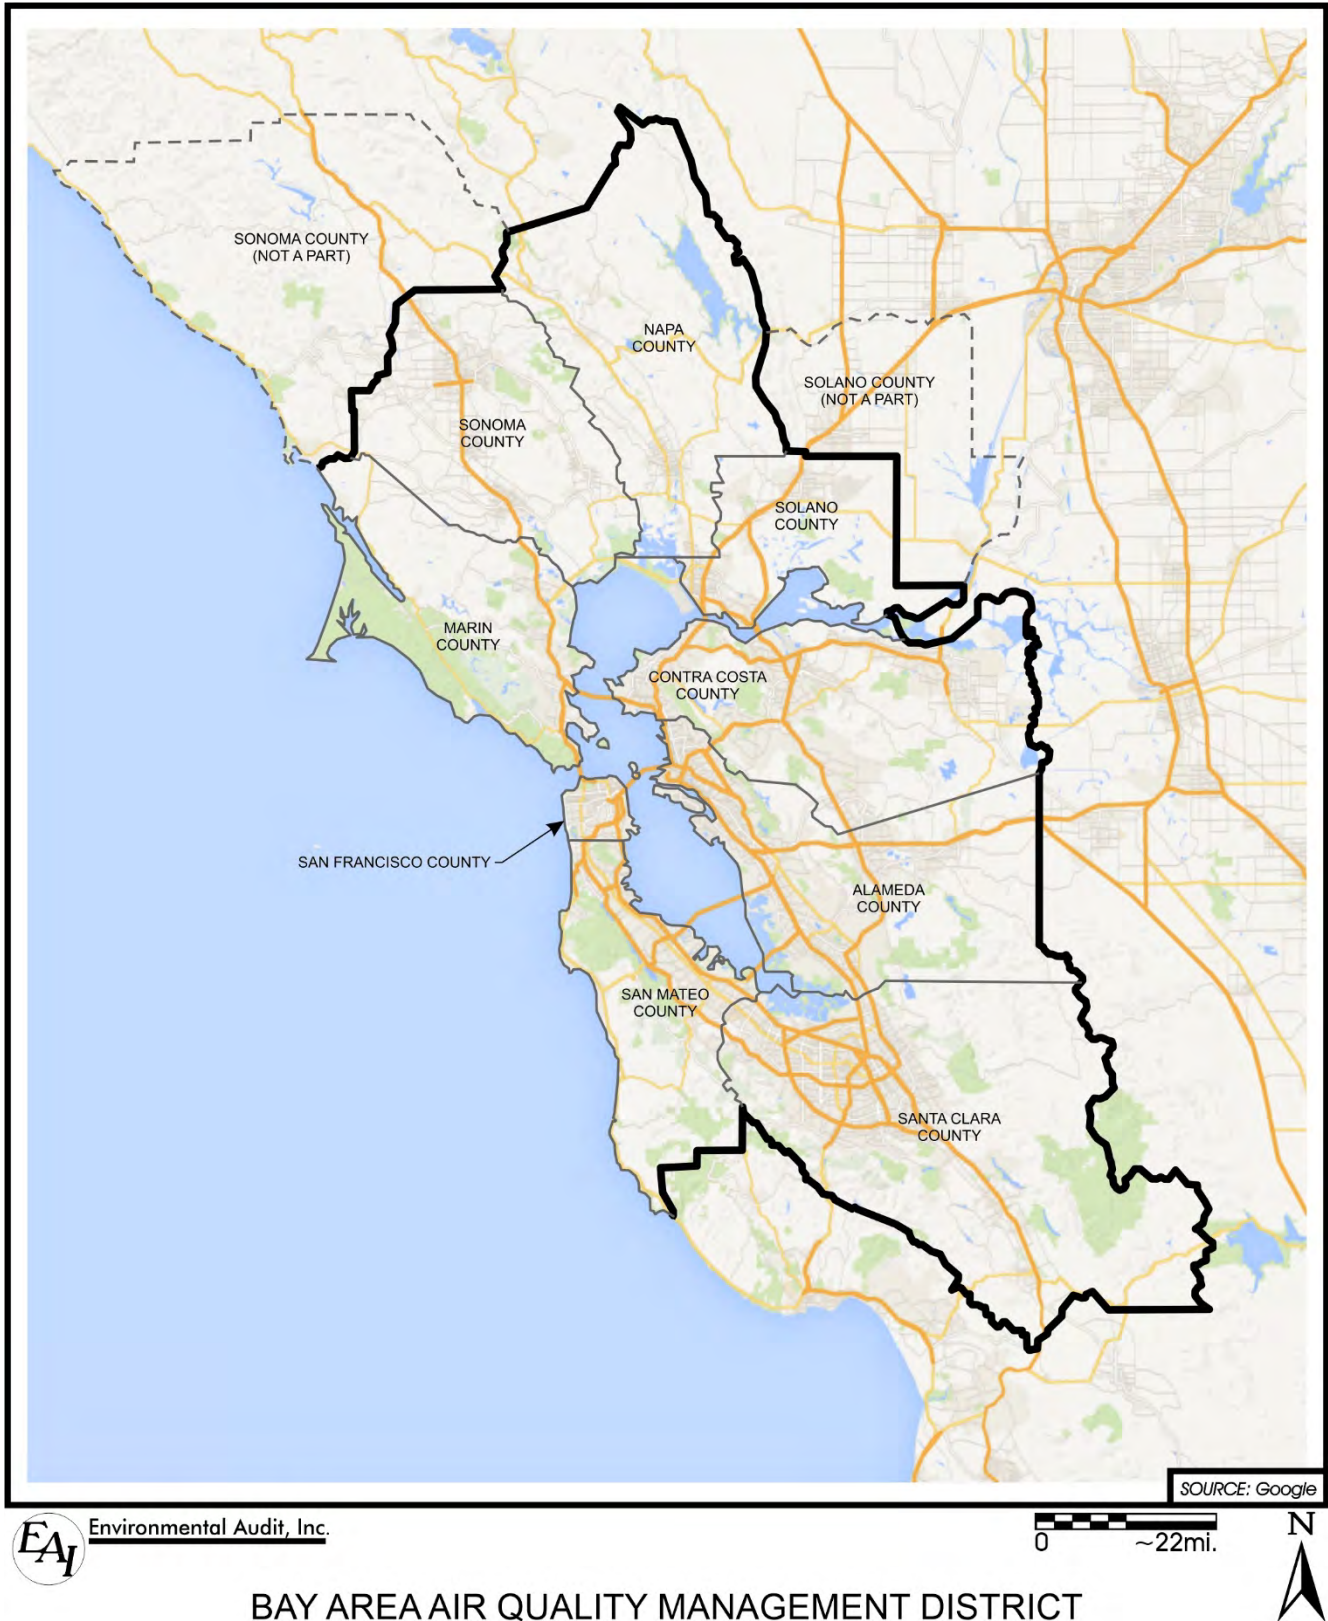 SONOMA COUNTY
(NOT A PART)
NAPA
COUNTY
SOLANO COUNTY
(NOT A PART)
SONOMA
COUNTY
SOLANO
COUNTY
MARIN
COUNTY
CONTRA COSTA
COUNTY
SAN FRANCISCO COUNTY
ALAMEDA
COUNTY
SAN MATEO
COUNTY
SANTA CLARA
COUNTY
SOURCE: Google
EAI
Environmental Audit, Inc.
0 ~22mi.
N
BAY AREA AIR QUALITY MANAGEMENT DISTRICT